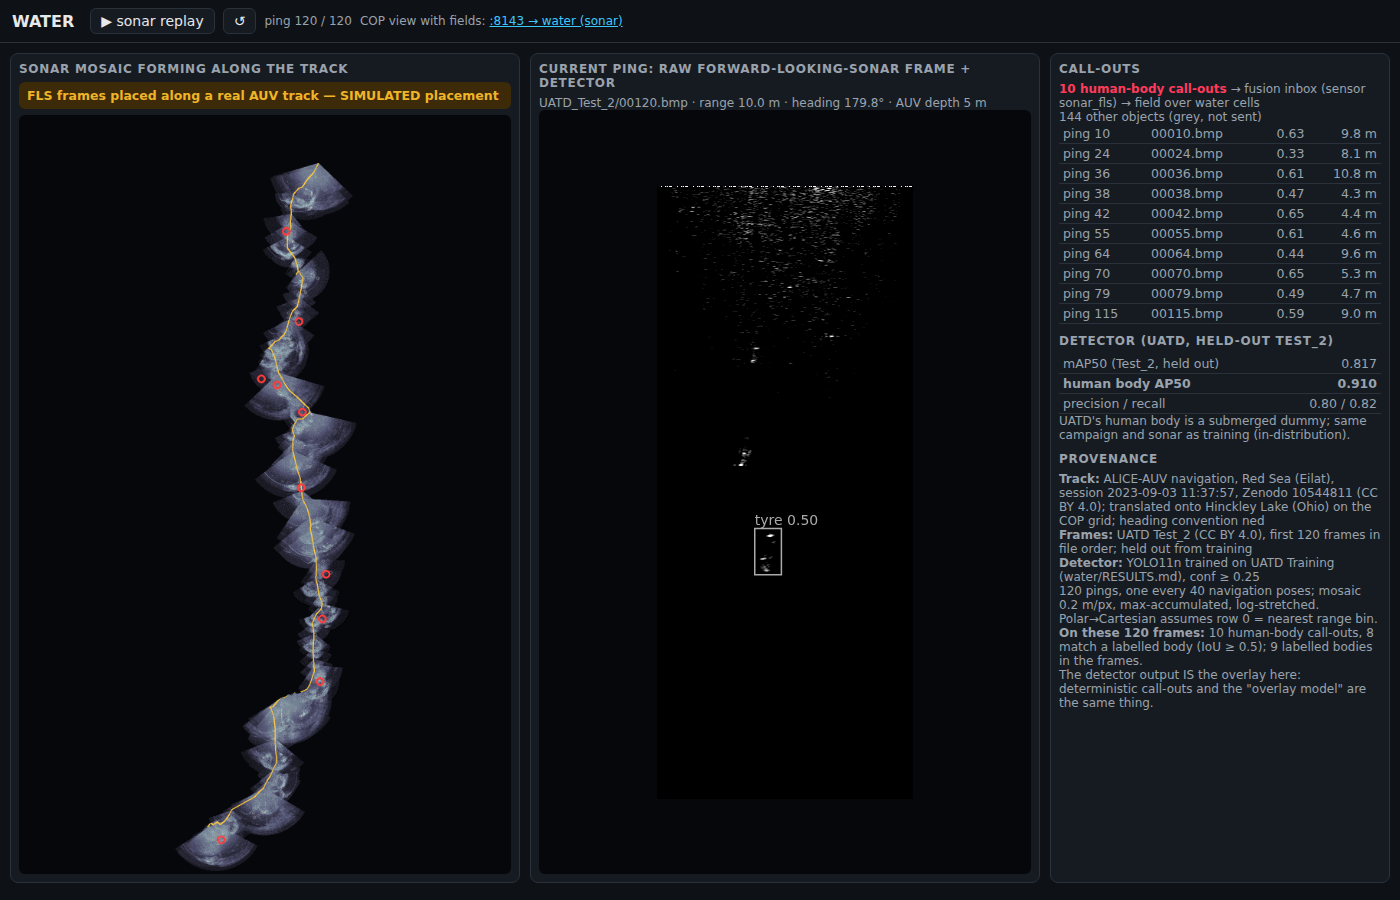 WATER ▶ sonar replay ↺ ping 120 / 120 COP view with fields: :8143 → water (sonar)
SONAR MOSAIC FORMING ALONG THE TRACK
FLS frames placed along a real AUV track — SIMULATED placement
CURRENT PING: RAW FORWARD-LOOKING-SONAR FRAME +
DETECTOR
UATD_Test_2/00120.bmp · range 10.0 m · heading 179.8° · AUV depth 5 m
tyre 0.50
CALL-OUTS
10 human-body call-outs → fusion inbox (sensor
sonar_fls) → field over water cells
144 other objects (grey, not sent)
ping 10 00010.bmp 0.63 9.8 m
ping 24 00024.bmp 0.33 8.1 m
ping 36 00036.bmp 0.61 10.8 m
ping 38 00038.bmp 0.47 4.3 m
ping 42 00042.bmp 0.65 4.4 m
ping 55 00055.bmp 0.61 4.6 m
ping 64 00064.bmp 0.44 9.6 m
ping 70 00070.bmp 0.65 5.3 m
ping 79 00079.bmp 0.49 4.7 m
ping 115 00115.bmp 0.59 9.0 m
DETECTOR (UATD, HELD-OUT TEST_2)
mAP50 (Test_2, held out) 0.817
human body AP50 0.910
precision / recall 0.80 / 0.82
UATD's human body is a submerged dummy; same
campaign and sonar as training (in-distribution).
PROVENANCE
Track: ALICE-AUV navigation, Red Sea (Eilat),
session 2023-09-03 11:37:57, Zenodo 10544811 (CC
BY 4.0); translated onto Hinckley Lake (Ohio) on the
COP grid; heading convention ned
Frames: UATD Test_2 (CC BY 4.0), first 120 frames in
file order; held out from training
Detector: YOLO11n trained on UATD Training
(water/RESULTS.md), conf ≥ 0.25
120 pings, one every 40 navigation poses; mosaic
0.2 m/px, max-accumulated, log-stretched.
Polar→Cartesian assumes row 0 = nearest range bin.
On these 120 frames: 10 human-body call-outs, 8
match a labelled body (IoU ≥ 0.5); 9 labelled bodies
in the frames.
The detector output IS the overlay here:
deterministic call-outs and the "overlay model" are
the same thing.